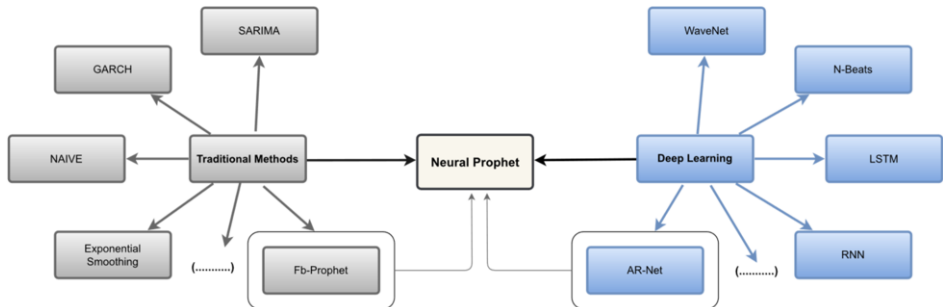 SARIMA
WaveNet
GARCH
N-Beats
NAIVE
Traditional Methods
Neural Prophet
Deep Learning
LSTM
Exponential
Smoothing
(..........)
Fb-Prophet
AR-Net
(..........)
RNN